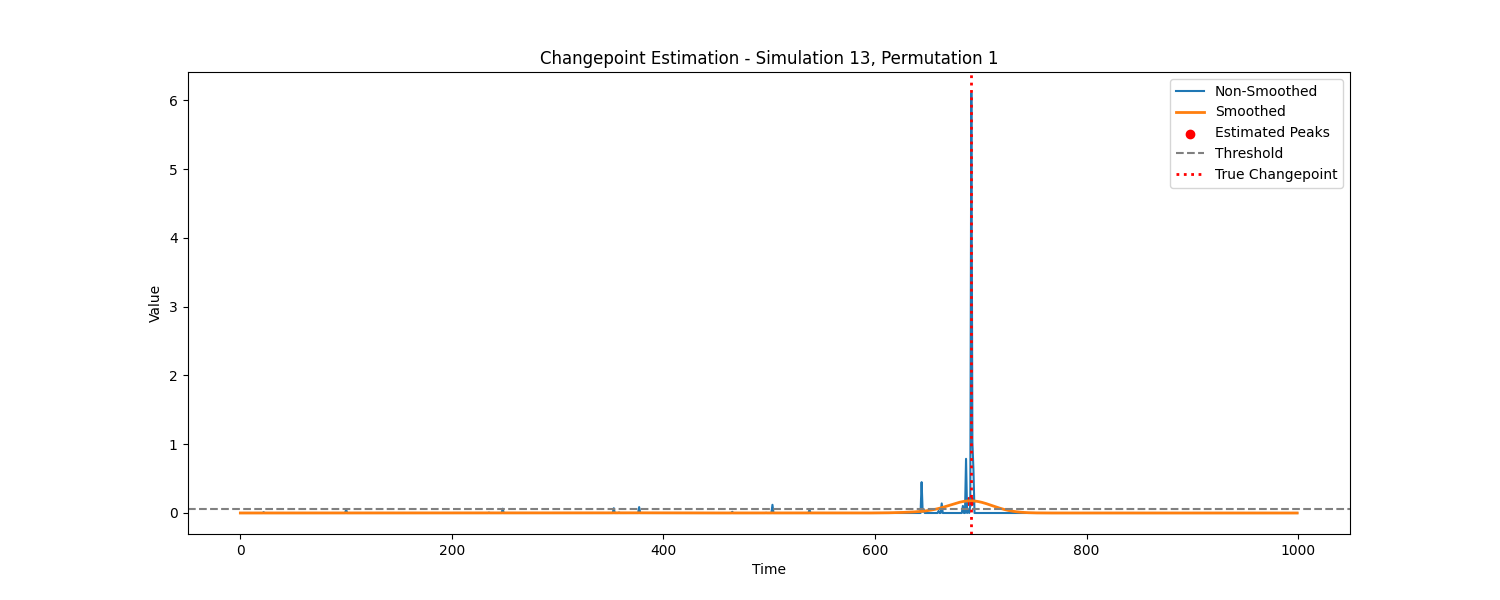 Changepoint Estimation - Simulation 13, Permutation 1
Non-Smoothed
Smoothed
Estimated Peaks
Threshold
True Changepoint
Value
6
5
4
3
2
1
0
0 200 400 600 800 1000
Time